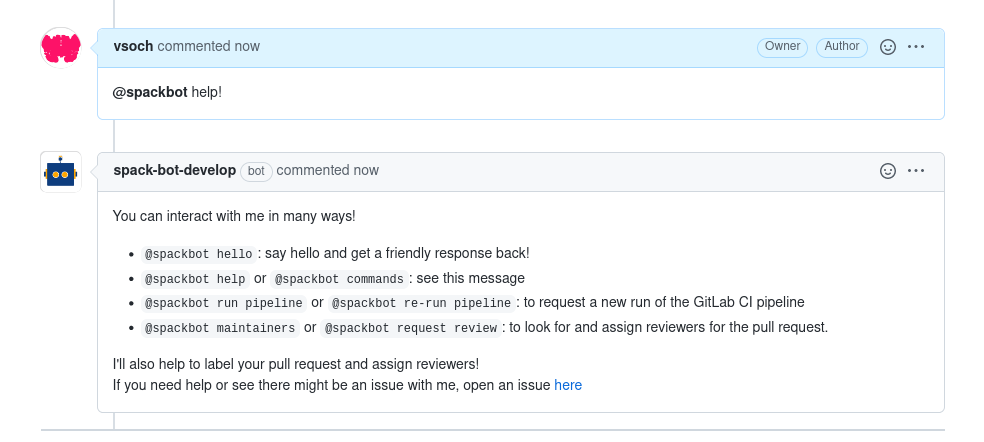 vsoch commented now Owner Author
@spackbot help!
spack-bot-develop bot commented now
You can interact with me in many ways!
• @spackbot hello : say hello and get a friendly response back!
• @spackbot help or @spackbot commands : see this message
• @spackbot run pipeline or @spackbot re-run pipeline : to request a new run of the GitLab CI pipeline
• @spackbot maintainers or @spackbot request review : to look for and assign reviewers for the pull request.
I'll also help to label your pull request and assign reviewers!
If you need help or see there might be an issue with me, open an issue here